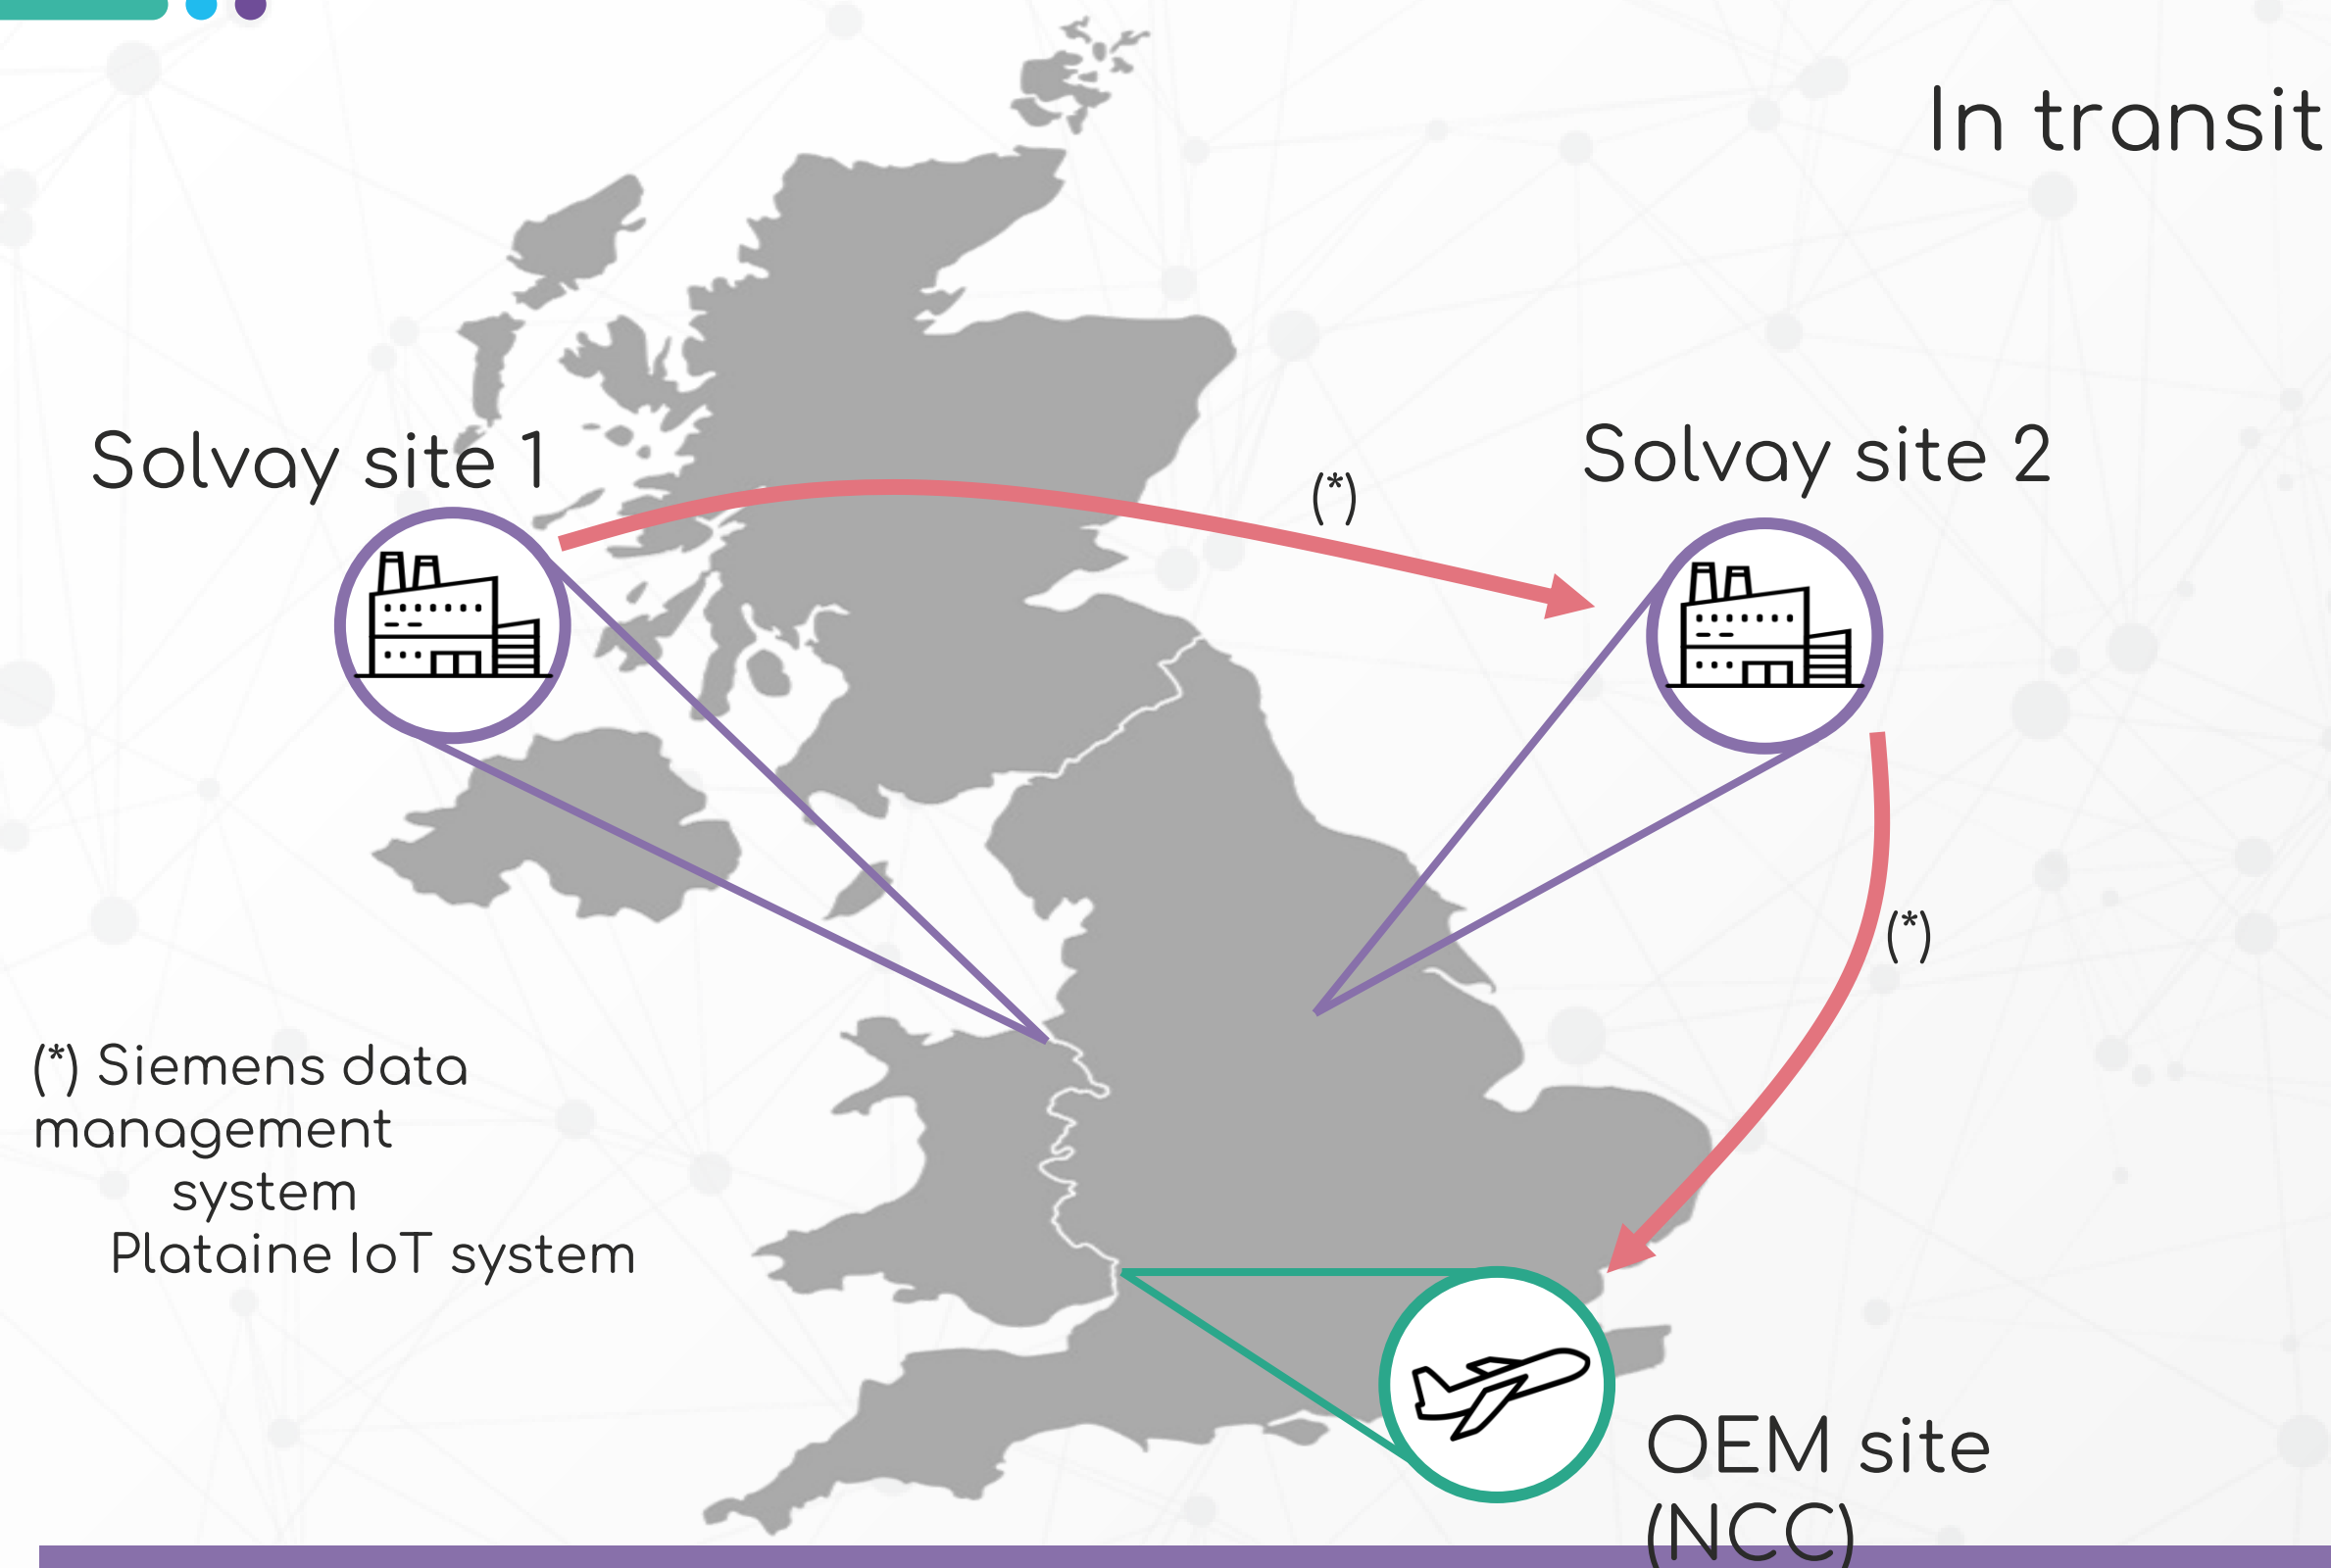 In transit
Solvay site 1
Solvay site 2
(*)
(*)
(*) Siemens data
management
system
Plataine IoT system
OEM site
(NCC)